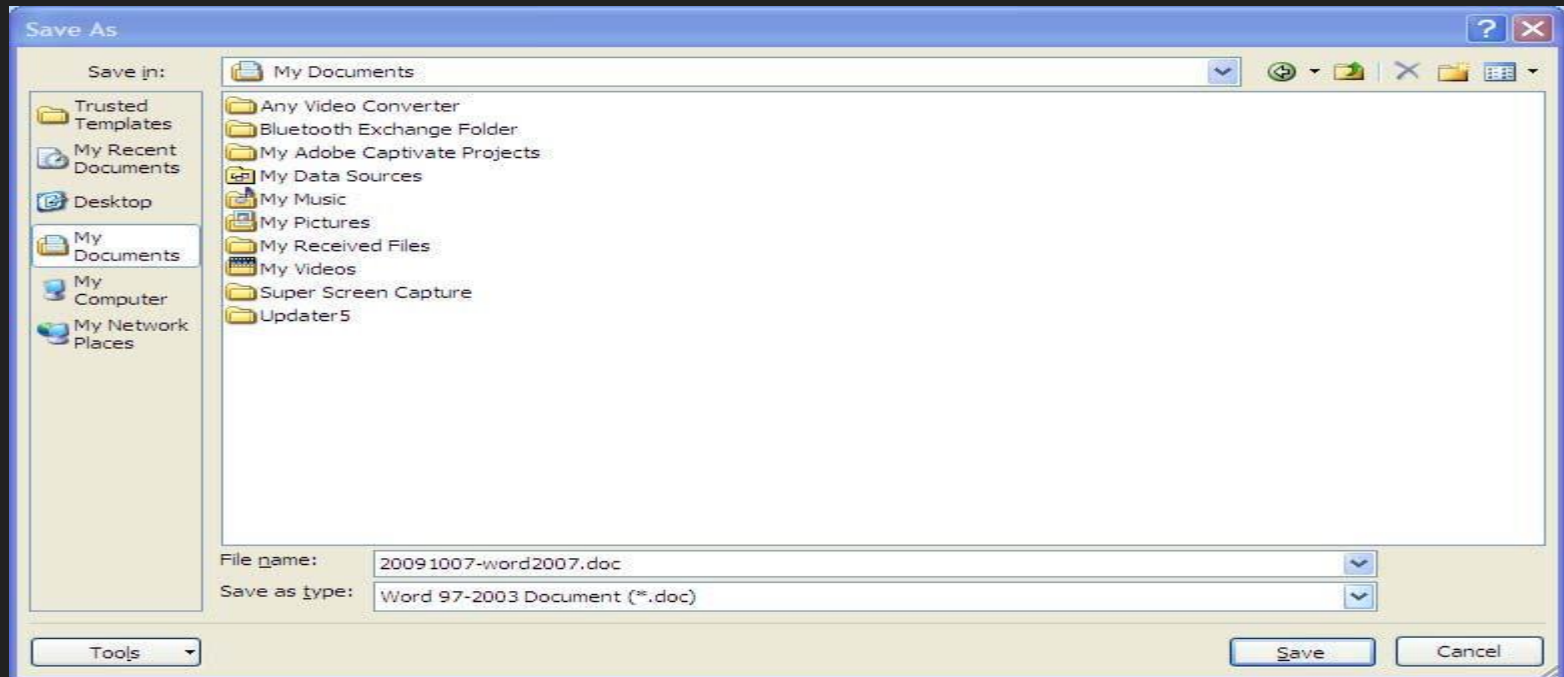 Save As
Save in:
My Documents
Trusted
Templates
My Recent
Documents
Desktop
My
Documents
My
Computer
My Network
Places
Any Video Converter
Bluetooth Exchange Folder
My Adobe Captivate Projects
My Data Sources
My Music
My Pictures
My Received Files
My Videos
Super Screen Capture
Updater5
File name:
20091007-word2007.doc
Save as type:
Word 97-2003 Document (*.doc)
Tools
Save
Cancel